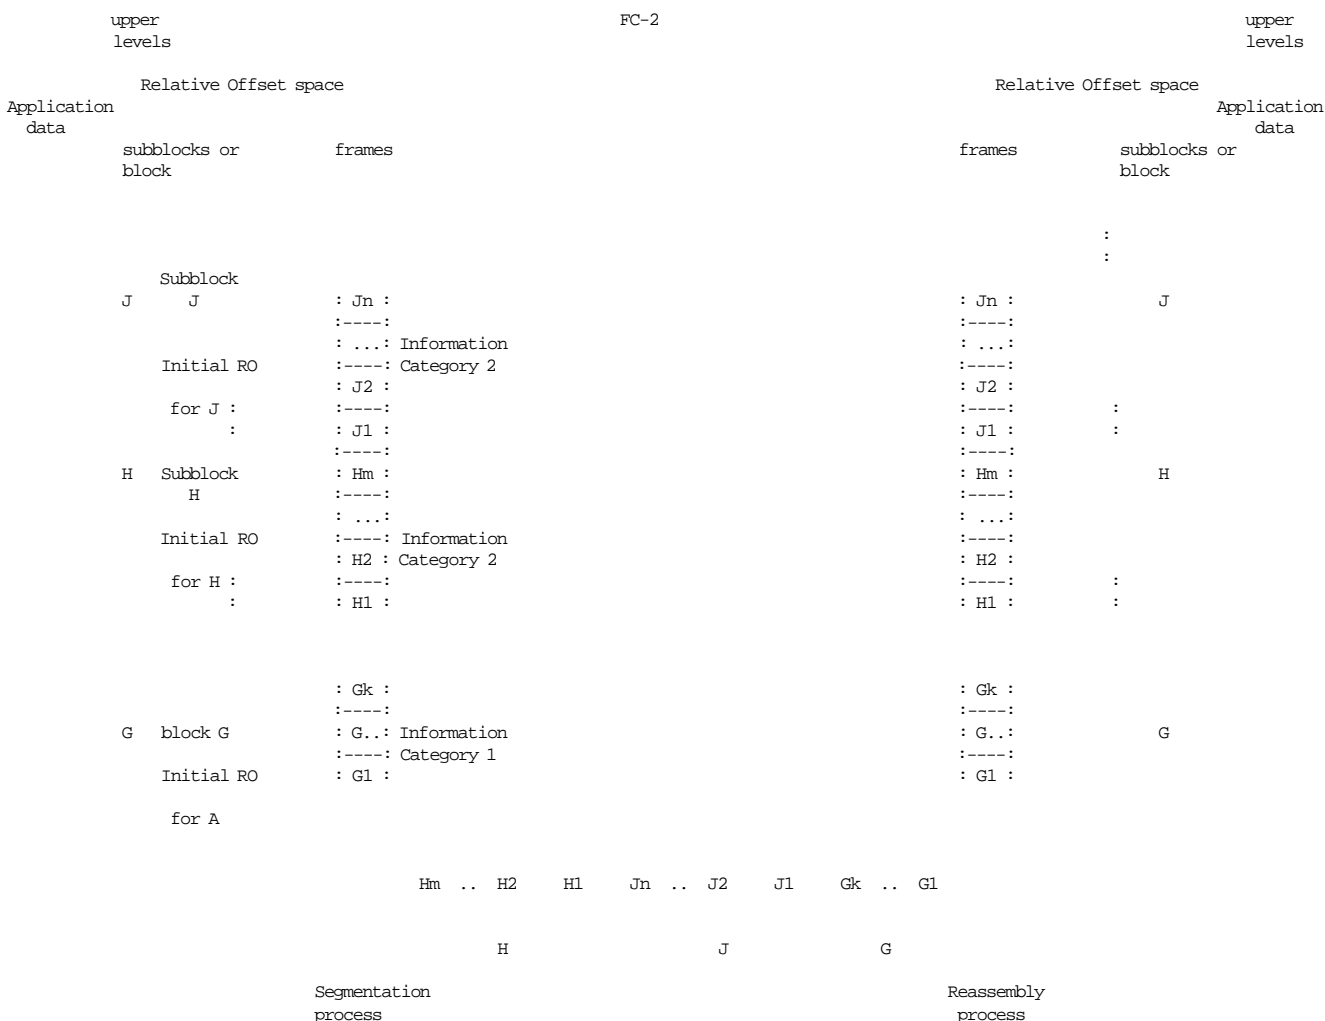 upper FC-2 upper
levels levels
Relative Offset space Relative Offset space
Application Application
data data
subblocks or frames frames subblocks or
block block
:
:
Subblock
J J : Jn : : Jn : J
:----: :----:
: ...: Information : ...:
Initial RO :----: Category 2 :----:
: J2 : : J2 :
for J : :----: :----: :
: : J1 : : J1 : :
:----: :----:
H Subblock : Hm : : Hm : H
H :----: :----:
: ...: : ...:
Initial RO :----: Information :----:
: H2 : Category 2 : H2 :
for H : :----: :----: :
: : H1 : : H1 : :
: Gk : : Gk :
:----: :----:
G block G : G..: Information : G..: G
:----: Category 1 :----:
Initial RO : G1 : : G1 :
for A
Hm .. H2 H1 Jn .. J2 J1 Gk .. G1
H J G
Segmentation Reassembly
process process